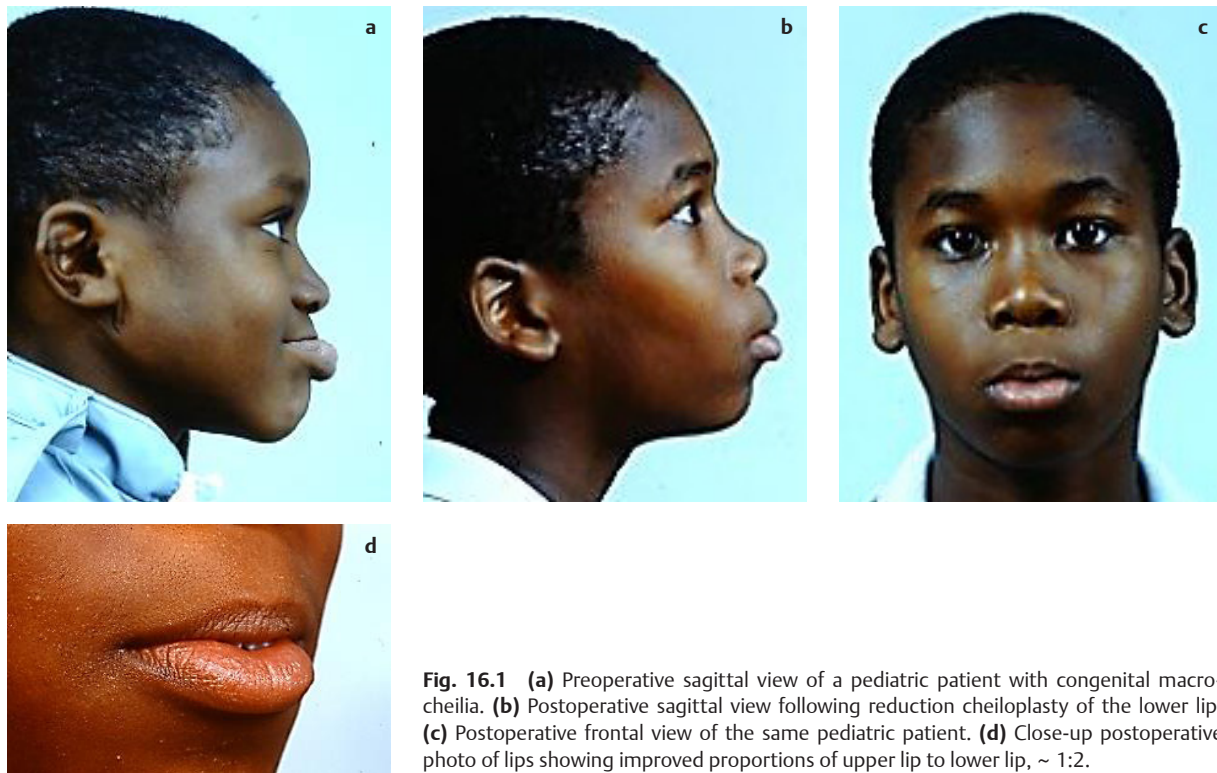 a
b
c
d
Fig. 16.1 (a) Preoperative sagittal view of a pediatric patient with congenital macro-
cheilia. (b) Postoperative sagittal view following reduction cheiloplasty of the lower lip.
(c) Postoperative frontal view of the same pediatric patient. (d) Close-up postoperative
photo of lips showing improved proportions of upper lip to lower lip, ~ 1:2.